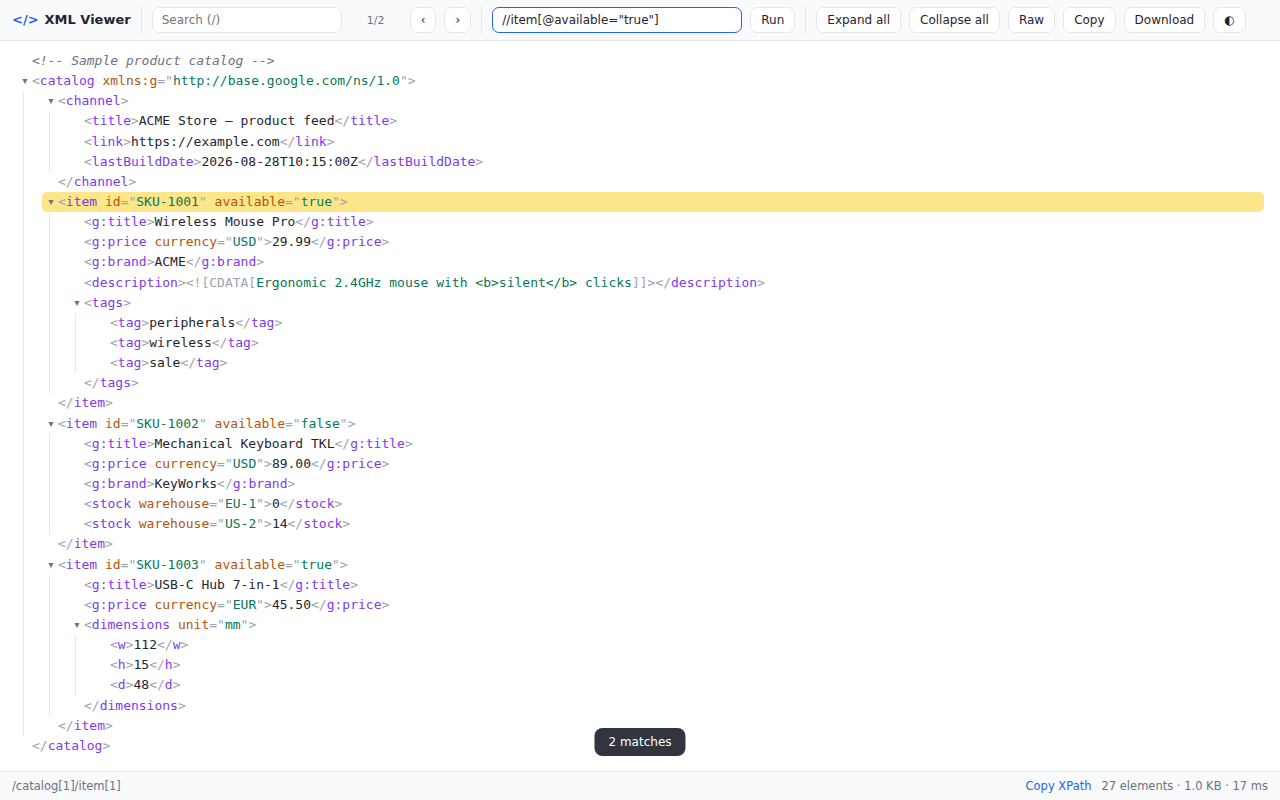 </> XML Viewer Search (/) 1/2 ‹ › //item[@available="true"] Run Expand all Collapse all Raw Copy Download ◐
<!-- Sample product catalog -->
▼ <catalog xmlns:g="http://base.google.com/ns/1.0">
▼ <channel>
<title>ACME Store — product feed</title>
<link>https://example.com</link>
<lastBuildDate>2026-08-28T10:15:00Z</lastBuildDate>
</channel>
▼ <item id="SKU-1001" available="true">
<g:title>Wireless Mouse Pro</g:title>
<g:price currency="USD">29.99</g:price>
<g:brand>ACME</g:brand>
<description><![CDATA[Ergonomic 2.4GHz mouse with <b>silent</b> clicks]]></description>
▼ <tags>
<tag>peripherals</tag>
<tag>wireless</tag>
<tag>sale</tag>
</tags>
</item>
▼ <item id="SKU-1002" available="false">
<g:title>Mechanical Keyboard TKL</g:title>
<g:price currency="USD">89.00</g:price>
<g:brand>KeyWorks</g:brand>
<stock warehouse="EU-1">0</stock>
<stock warehouse="US-2">14</stock>
</item>
▼ <item id="SKU-1003" available="true">
<g:title>USB-C Hub 7-in-1</g:title>
<g:price currency="EUR">45.50</g:price>
▼ <dimensions unit="mm">
<w>112</w>
<h>15</h>
<d>48</d>
</dimensions>
</item>
</catalog>
2 matches
/catalog[1]/item[1] Copy XPath 27 elements · 1.0 KB · 17 ms